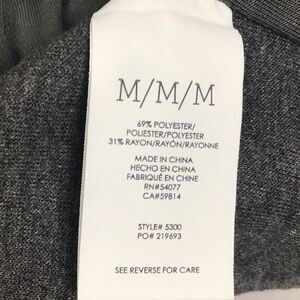 M/M/M
69% POLYESTER/
POLIESTER/POLYESTER
31% RAYON/RAYÓN/RAYONNE
MADE IN CHINA
HECHO EN CHINA
FABRIQUÉ EN CHINE
RN#54077
CA#59814
STYLE# 5300
PO# 219693
SEE REVERSE FOR CARE